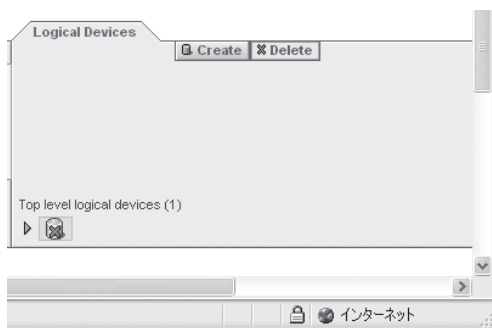 Logical Devices
Create Delete
Top level logical devices (1)
インターネット